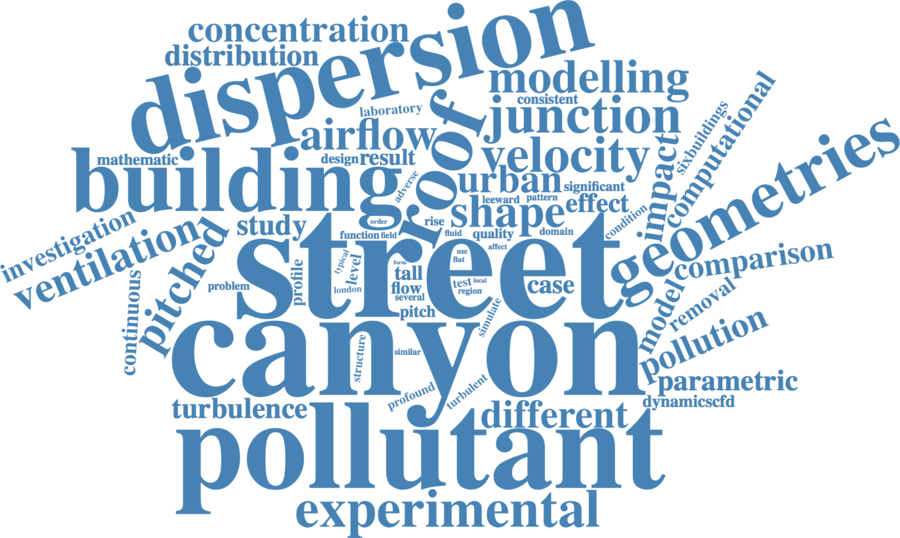 concentration
distribution
dispersion
modelling
consistent
laboratory
junction
airflow
roof
sixbuildings
computational
mathematic
design
result
velocity
impact
building
adverse
urban
significant
leeward
pattern
shape
effect
geometries
investigation
ventilation
pitched
study
order
function
field
rise
fluid
quality
domain
affect
condition
street
continuous
problem
profile
typical
level
london
form
tall
flow
several
pitch
use
flat
test
local
region
case
simulate
model
comparison
removal
canyon
structure
similar
profound
turbulent
pollution
parametric
dynamicscfd
turbulence
different
pollutant
experimental